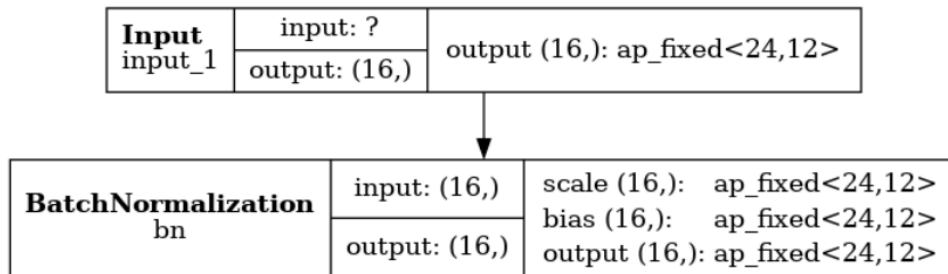 Input
input_1
input: ?
output: (16,)
output (16,): ap_fixed<24,12>
BatchNormalization
bn
input: (16,)
output: (16,)
scale (16,): ap_fixed<24,12>
bias (16,): ap_fixed<24,12>
output (16,): ap_fixed<24,12>